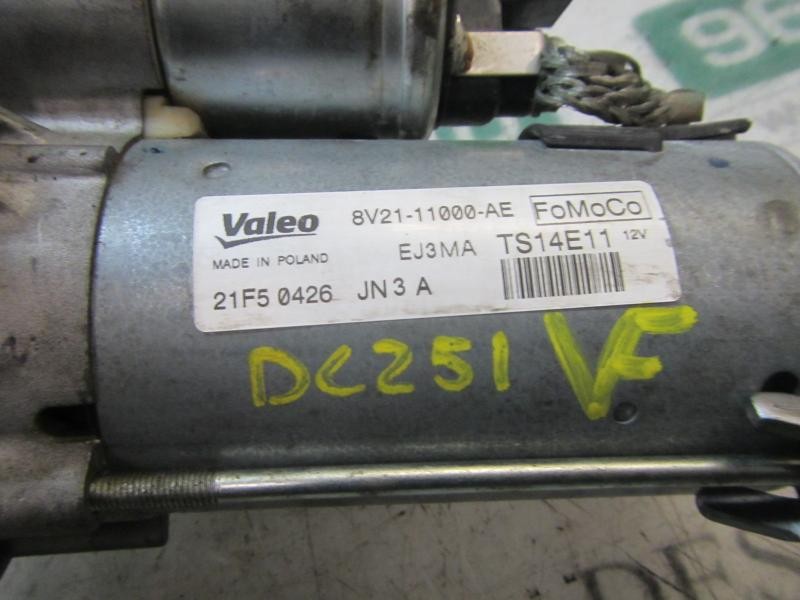 Valeo 8V21-11000-AE FoMoCo
MADE IN POLAND EJ3MA TS14E11 12V
21F5 0426 JN3 A
DC251 VF